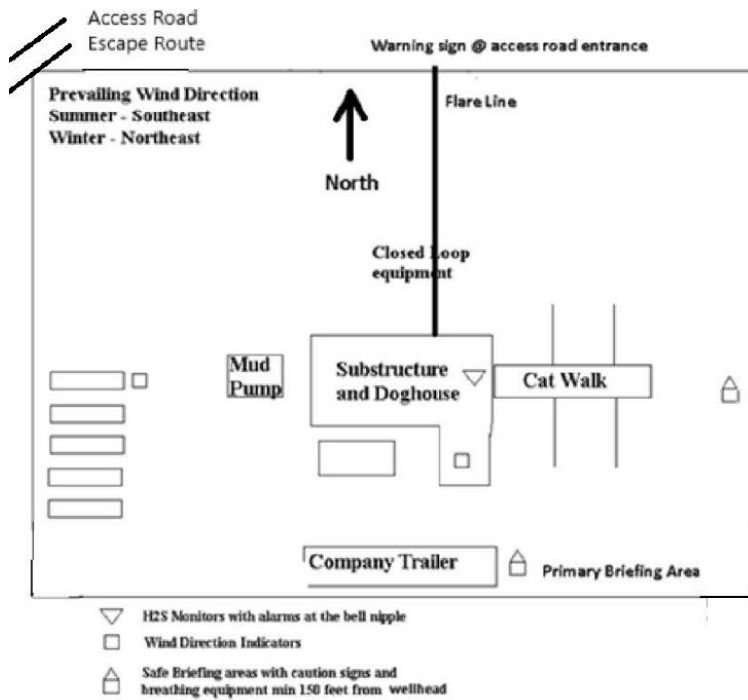 Access Road
Escape Route
Warning sign @ access road entrance
Prevailing Wind Direction
Summer - Southeast
Winter - Northeast
Flare Line
North
Closed Loop
equipment
Mud
Pump
Substructure
and Doghouse
Cat Walk
Company Trailer
Primary Briefing Area
H2S Monitors with alarms at the bell nipple
Wind Direction Indicators
Safe Briefing areas with caution signs and
breathing equipment min 150 feet from wellhead